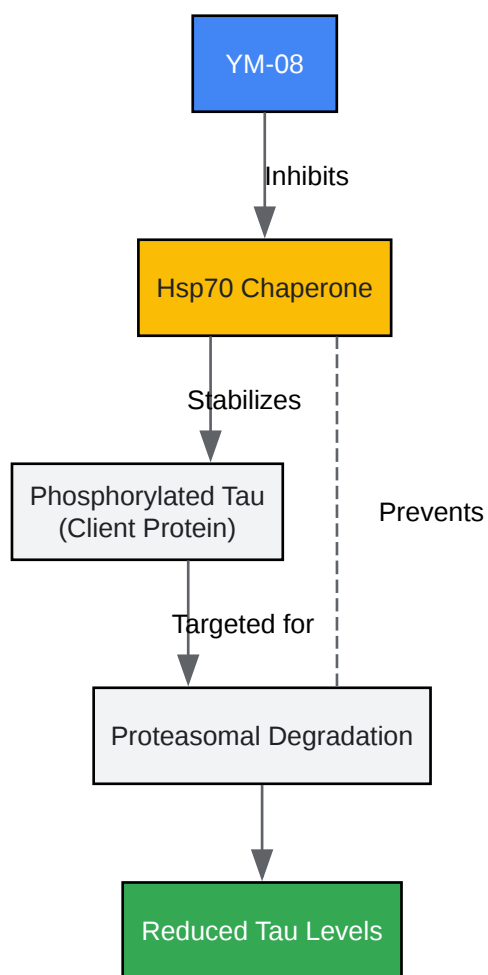 YM-08
Inhibits
Hsp70 Chaperone
Stabilizes
Phosphorylated Tau
(Client Protein)
Prevents
Targeted for
Proteasomal Degradation
Reduced Tau Levels